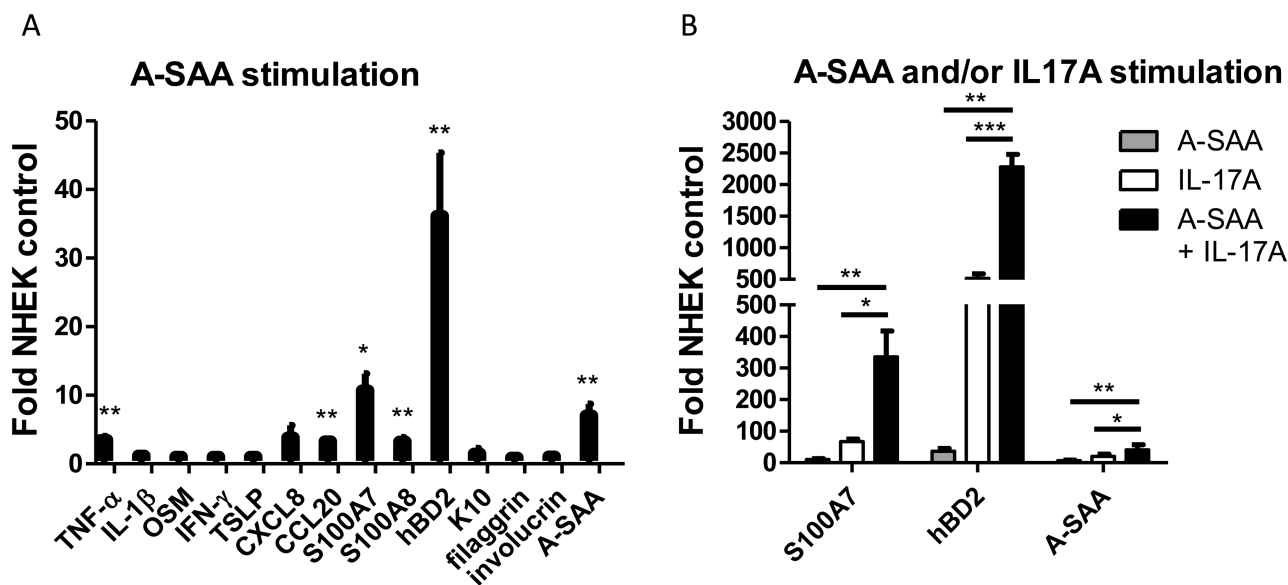 A
A-SAA stimulation
Fold NHEK control
50
40
30
20
10
0
**
**
*
**
**
**
TNF-α
IL-1β
OSM
IFN-γ
TSLP
CXCL8
CCL20
S100A7
S100A8
hBD2
K10
filaggrin
involucrin
A-SAA
B
A-SAA and/or IL17A stimulation
Fold NHEK control
3000
2500
2000
1500
1000
500
500
400
300
200
100
0
**
*
**
***
**
*
S100A7
hBD2
A-SAA
A-SAA
IL-17A
A-SAA
+ IL-17A